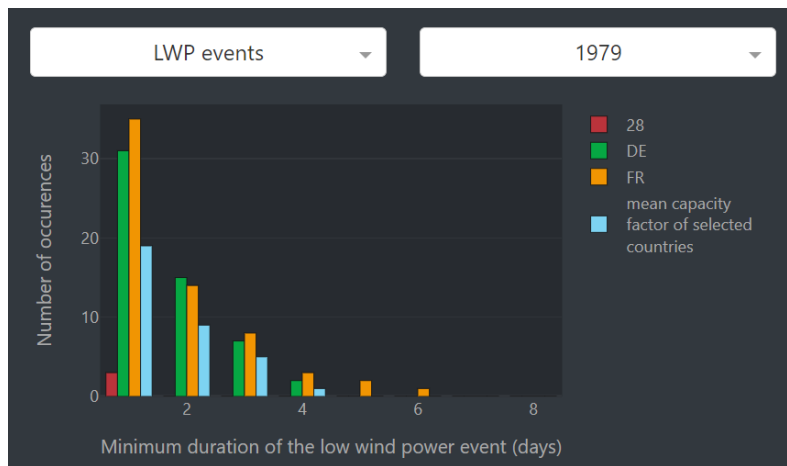 LWP events
1979
Number of occurences
30
20
10
0
2
4
6
8
Minimum duration of the low wind power event (days)
28
DE
FR
mean capacity
factor of selected
countries